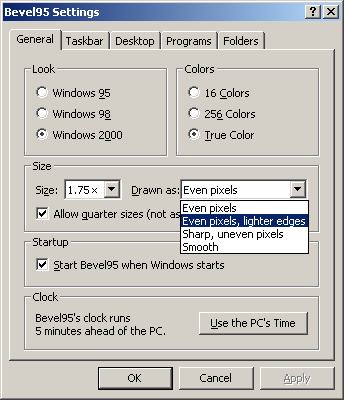 Bevel95 Settings
General Taskbar Desktop Programs Folders
Look Colors
Windows 95 16 Colors
Windows 98 256 Colors
Windows 2000 True Color
Size
Size: 1.75× Drawn as: Even pixels
Even pixels
Allow quarter sizes (not as
Even pixels, lighter edges
Sharp, uneven pixels
Smooth
Startup
Start Bevel95 when Windows starts
Clock
Bevel95's clock runs
5 minutes ahead of the PC.
Use the PC's Time
OK Cancel Apply